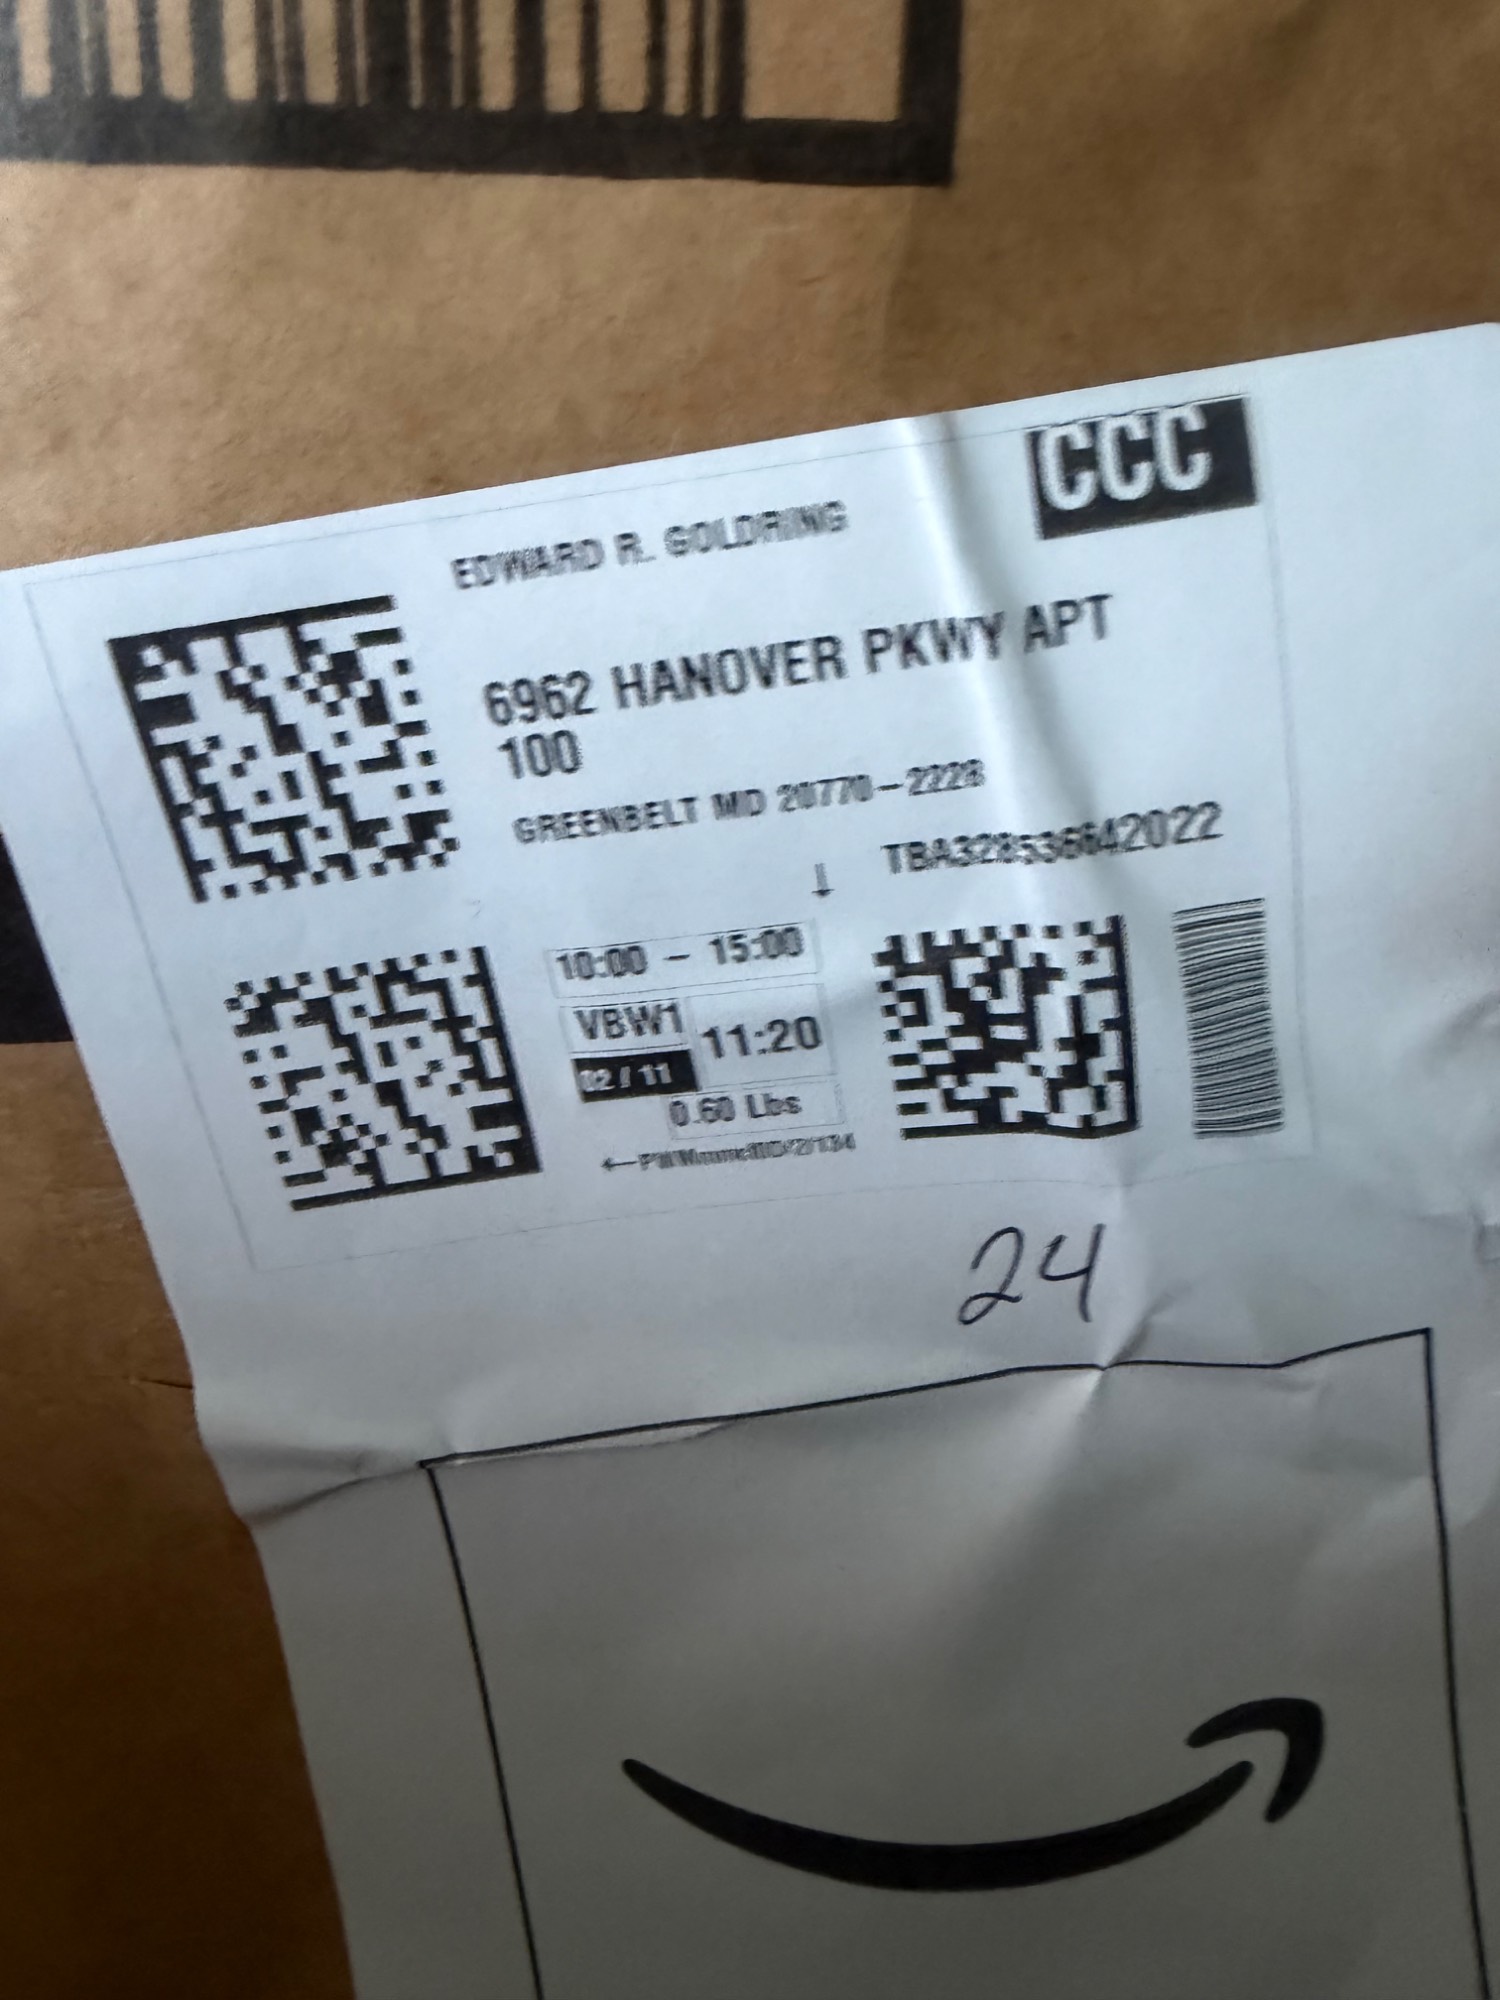 CCC
EDWARD R. GOLDRING
6962 HANOVER PKWY APT
100
GREENBELT MD 20770-2228
↓ TBA328536642022
10:00 - 15:00
VBW1
11:20
02/11
0.60 Lbs
24